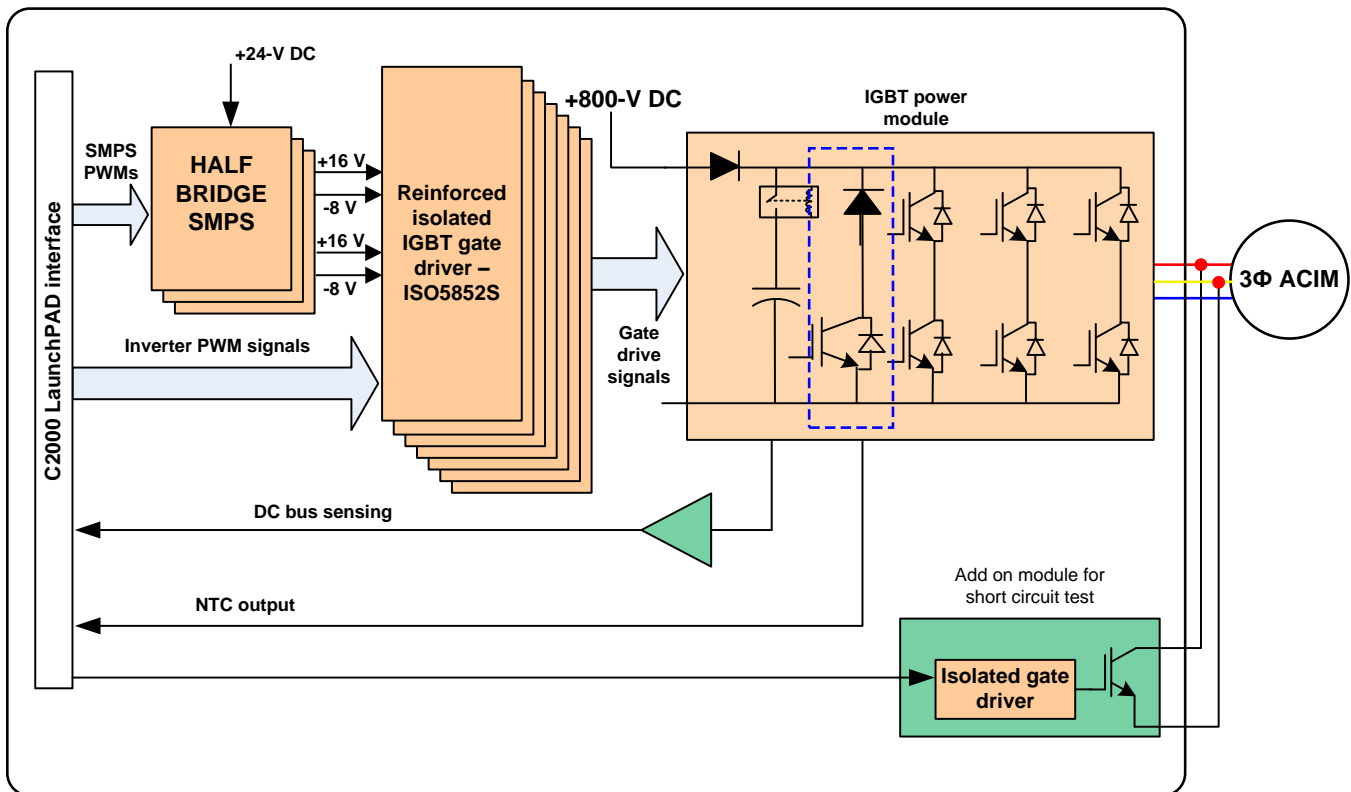 +24-V DC
SMPS
PWMs
HALF
BRIDGE
SMPS
+16 V
-8 V
+16 V
-8 V
Reinforced
isolated
IGBT gate
driver –
ISO5852S
+800-V DC
IGBT power
module
Gate
drive
signals
3Φ ACIM
C2000 LaunchPAD interface
Inverter PWM signals
DC bus sensing
NTC output
Add on module for
short circuit test
Isolated gate
driver